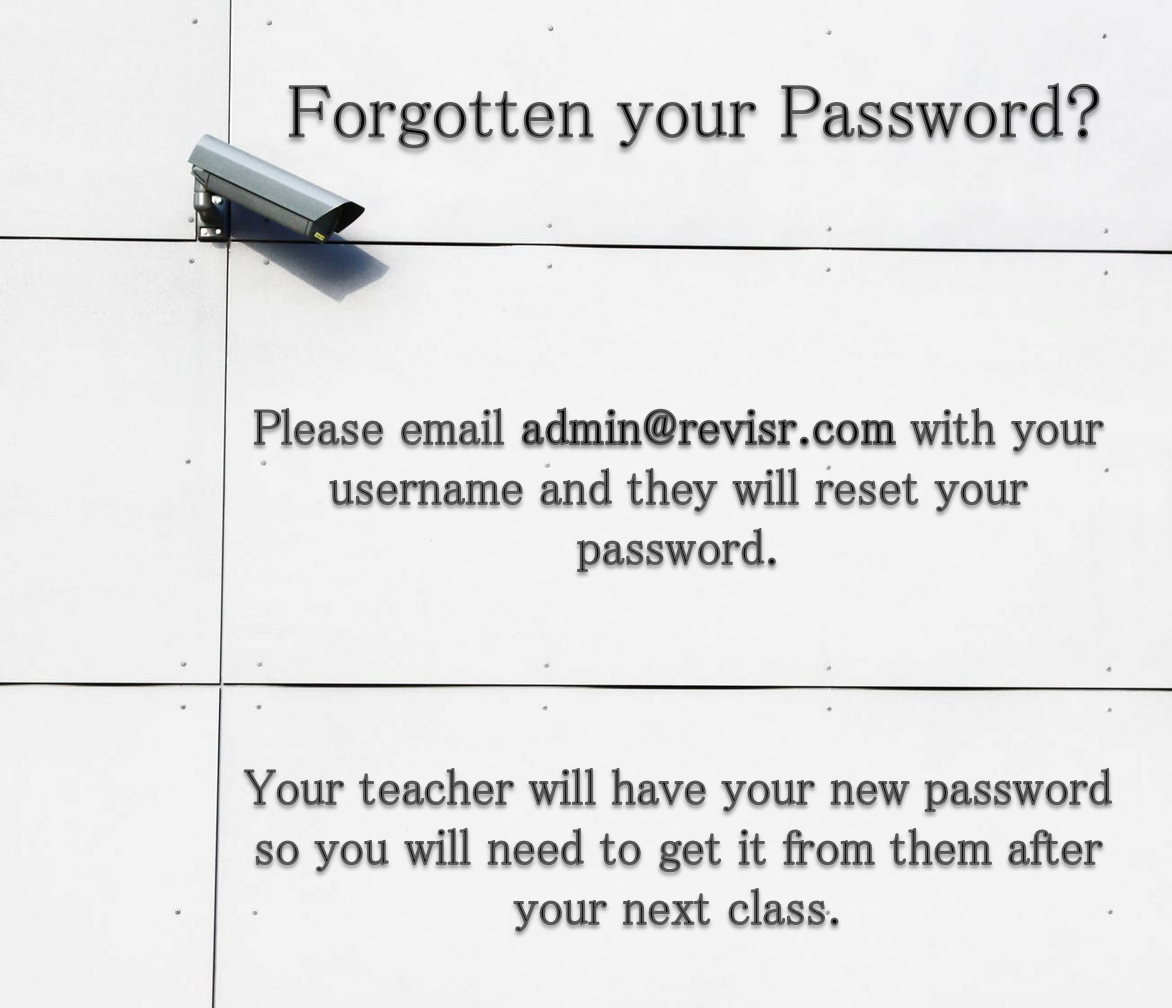 Forgotten your Password?
Please email admin@revisr.com with your
username and they will reset your
password.
Your teacher will have your new password
so you will need to get it from them after
your next class.